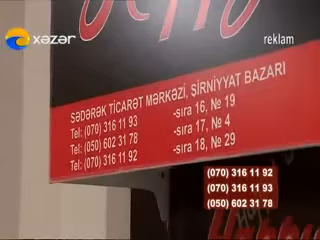 xəzər
reklam
SƏDƏRƏK TİCARƏT MƏRKƏZİ, ŞİRNİYYAT BAZARI
Tel: (070) 316 11 93 -sıra 16, № 19
Tel: (050) 602 31 78 -sıra 17, № 4
Tel: (070) 316 11 92 -sıra 18, № 29
(070) 316 11 92
(070) 316 11 93
(050) 602 31 78